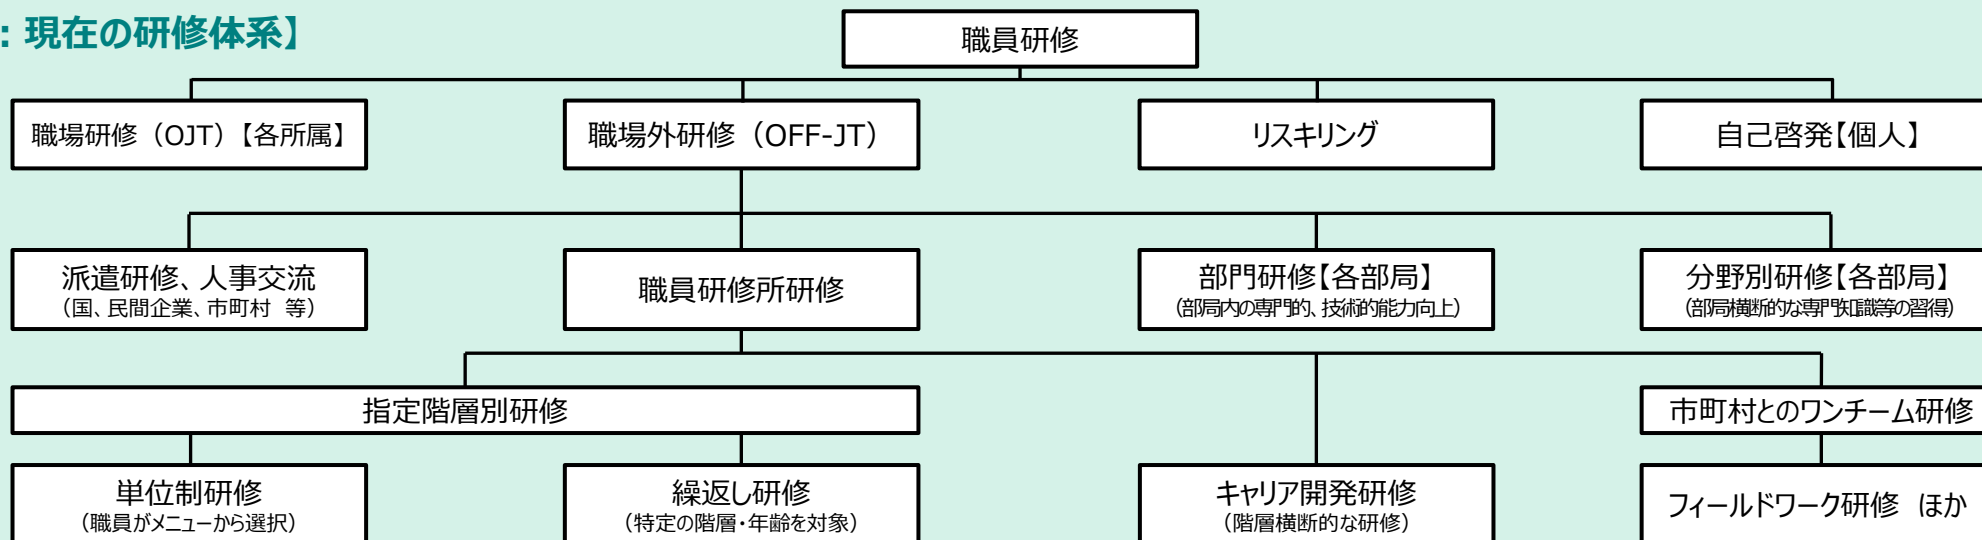 : 現在の研修体系】
職員研修
職場研修（OJT）【各所属】
職場外研修（OFF-JT）
リスキリング
自己啓発【個人】
派遣研修、人事交流
（国、民間企業、市町村 等）
職員研修所研修
部門研修【各部局】
（部局内の専門的、技術的能力向上）
分野別研修【各部局】
（部局横断的な専門知識等の習得）
指定階層別研修
市町村とのワンチーム研修
単位制研修
（職員がメニューから選択）
繰返し研修
（特定の階層・年齢を対象）
キャリア開発研修
（階層横断的な研修）
フィールドワーク研修 ほか